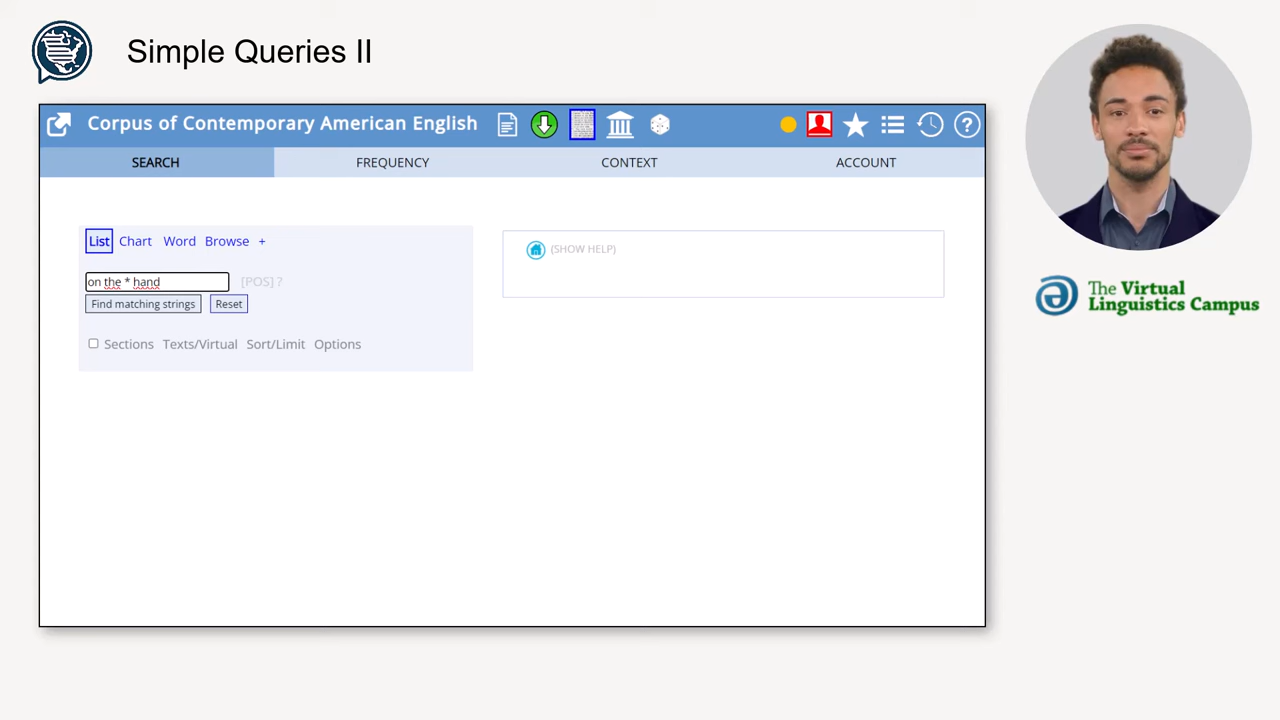 Simple Queries II
Corpus of Contemporary American English
SEARCH FREQUENCY CONTEXT ACCOUNT
List Chart Word Browse +
on the * hand [POS] ?
Find matching strings Reset
Sections Texts/Virtual Sort/Limit Options
(SHOW HELP)
The Virtual
Linguistics Campus